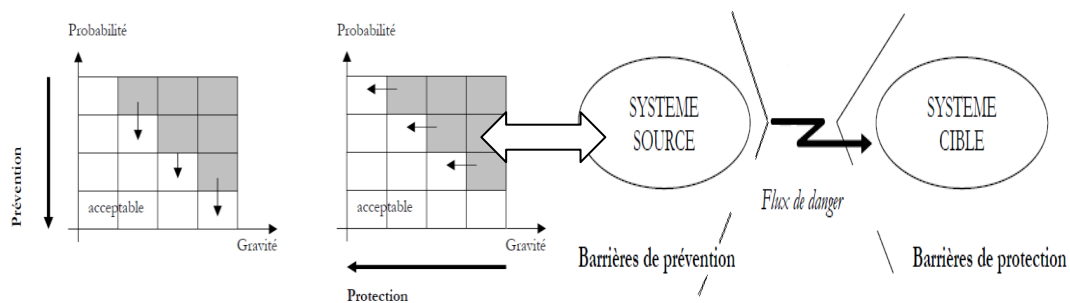 Probabilité
Prévention
acceptable
Gravité
Probabilité
acceptable
Gravité
Protection
SYSTEME
SOURCE
Flux de danger
SYSTEME
CIBLE
Barrières de prévention
Barrières de protection